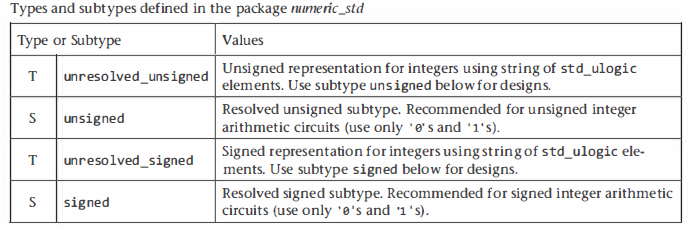 Types and subtypes defined in the package numeric_std
Type or Subtype Values
T unresolved_unsigned Unsigned representation for integers using string of std_ulogic
elements. Use subtype unsigned below for designs.
S unsigned Resolved unsigned subtype. Recommended for unsigned integer
arithmetic circuits (use only '0's and '1's).
T unresolved_signed Signed representation for integers using string of std_ulogic ele-
ments. Use subtype signed below for designs.
S signed Resolved signed subtype. Recommended for signed integer arithmetic
circuits (use only '0's and '1's).